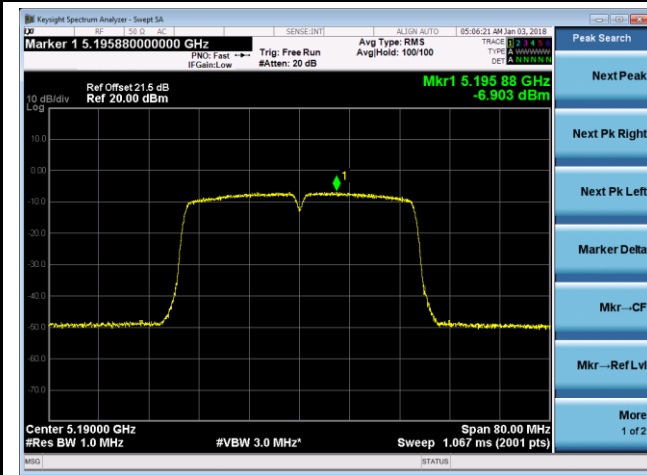 Keysight Spectrum Analyzer - Swept SA
RF 50 Ω AC SENSE:INT ALIGN AUTO 05:06:21 AM Jan 03, 2018
Marker 1 5.195880000000 GHz
PNO: Fast
IFGain:Low
Trig: Free Run
#Atten: 20 dB
Avg Type: RMS
Avg|Hold: 100/100
TRACE 1 2 3 4 5 6
TYPE A WWWWW
DET A N N N N N
Peak Search
Mkr1 5.195 88 GHz
-6.903 dBm
Ref Offset 21.5 dB
10 dB/div Ref 20.00 dBm
Log
Next Peak
10.0
Next Pk Right
0.00
1
Next Pk Left
-10.0
-20.0
Marker Delta
-30.0
-40.0
Mkr→CF
-50.0
-60.0
Mkr→Ref Lvl
-70.0
More
1 of 2
Center 5.19000 GHz Span 80.00 MHz
#Res BW 1.0 MHz #VBW 3.0 MHz* Sweep 1.067 ms (2001 pts)
MSG STATUS